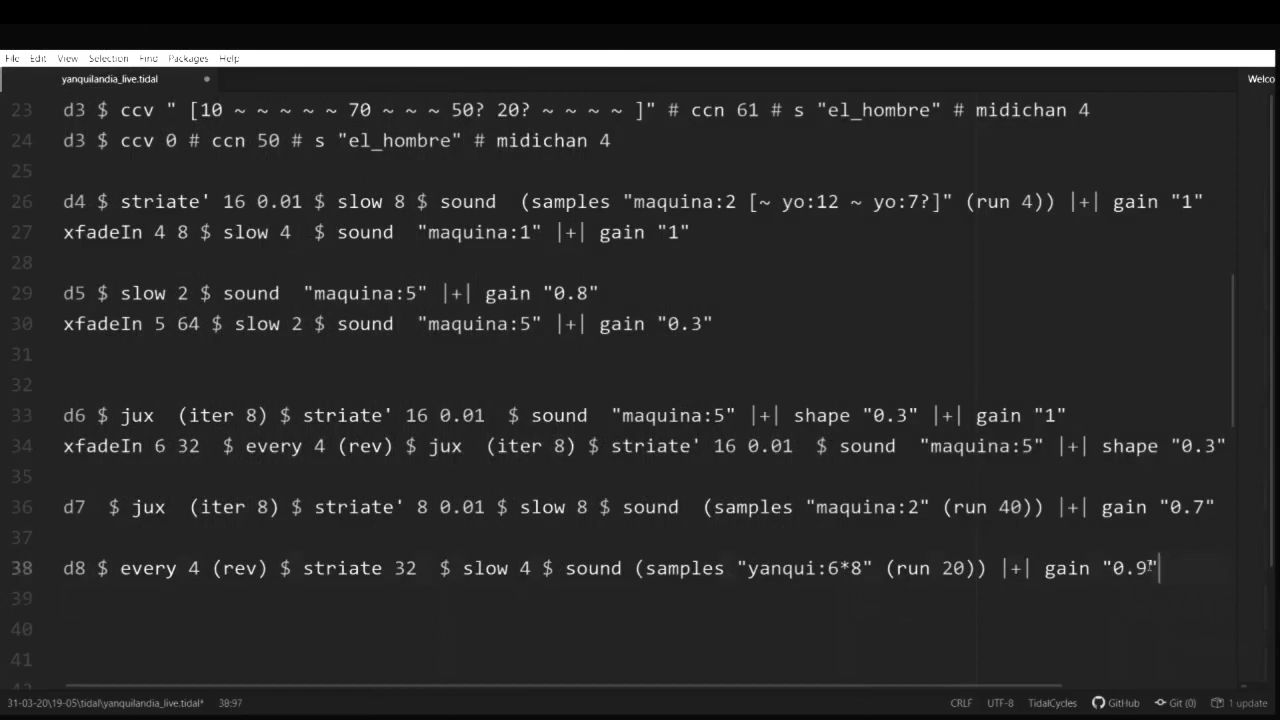 File Edit View Selection Find Packages Help
yanquilandia_live.tidal
Welco
23 d3 $ ccv " [10 ~ ~ ~ ~ ~ 70 ~ ~ ~ 50? 20? ~ ~ ~ ~ ]" # ccn 61 # s "el_hombre" # midichan 4
24 d3 $ ccv 0 # ccn 50 # s "el_hombre" # midichan 4
25
26 d4 $ striate' 16 0.01 $ slow 8 $ sound  (samples "maquina:2 [~ yo:12 ~ yo:7?]" (run 4)) |+| gain "1"
27 xfadeIn 4 8 $ slow 4  $ sound  "maquina:1" |+| gain "1"
28
29 d5 $ slow 2 $ sound  "maquina:5" |+| gain "0.8"
30 xfadeIn 5 64 $ slow 2 $ sound  "maquina:5" |+| gain "0.3"
31
32
33 d6 $ jux  (iter 8) $ striate' 16 0.01  $ sound  "maquina:5" |+| shape "0.3" |+| gain "1"
34 xfadeIn 6 32  $ every 4 (rev) $ jux  (iter 8) $ striate' 16 0.01  $ sound  "maquina:5" |+| shape "0.3"
35
36 d7  $ jux  (iter 8) $ striate' 8 0.01 $ slow 8 $ sound  (samples "maquina:2" (run 40)) |+| gain "0.7"
37
38 d8 $ every 4 (rev) $ striate 32  $ slow 4 $ sound (samples "yanqui:6*8" (run 20)) |+| gain "0.9"
39
40
41
31-03-20\19-05\tidal\yanquilandia_live.tidal* 38:97 CRLF UTF-8 TidalCycles GitHub Git (0) 1 update